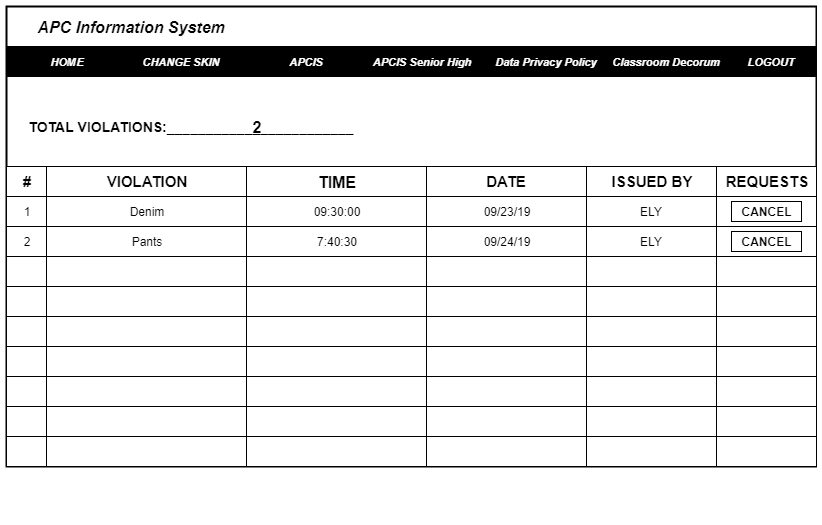 APC Information System
HOME CHANGE SKIN APCIS APCIS Senior High Data Privacy Policy Classroom Decorum LOGOUT
TOTAL VIOLATIONS:___________2____________
# VIOLATION TIME DATE ISSUED BY REQUESTS
1 Denim 09:30:00 09/23/19 ELY CANCEL
2 Pants 7:40:30 09/24/19 ELY CANCEL